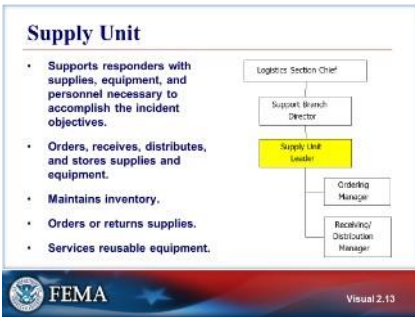 Supply Unit
• Supports responders with
supplies, equipment, and
personnel necessary to
accomplish the incident
objectives.
• Orders, receives, distributes,
and stores supplies and
equipment.
• Maintains inventory.
• Orders or returns supplies.
• Services reusable equipment.
Logistics Section Chief
Support Branch
Director
Supply Unit
Leader
Ordering
Manager
Receiving/
Distribution
Manager
FEMA
Visual 2.13